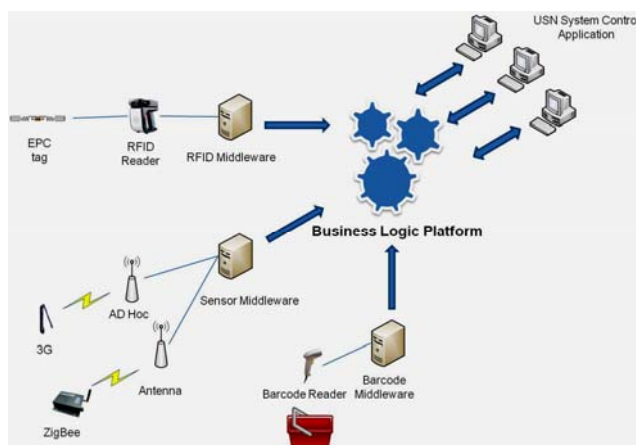 USN System Control
Application
EPC
tag
RFID
Reader
RFID Middleware
Business Logic Platform
Sensor Middleware
AD Hoc
3G
Antenna
ZigBee
Barcode Reader
Barcode
Middleware